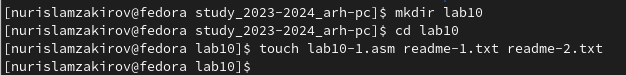 [nurislamzakirov@fedora study_2023-2024_arh-pc]$ mkdir lab10
[nurislamzakirov@fedora study_2023-2024_arh-pc]$ cd lab10
[nurislamzakirov@fedora lab10]$ touch lab10-1.asm readme-1.txt readme-2.txt
[nurislamzakirov@fedora lab10]$